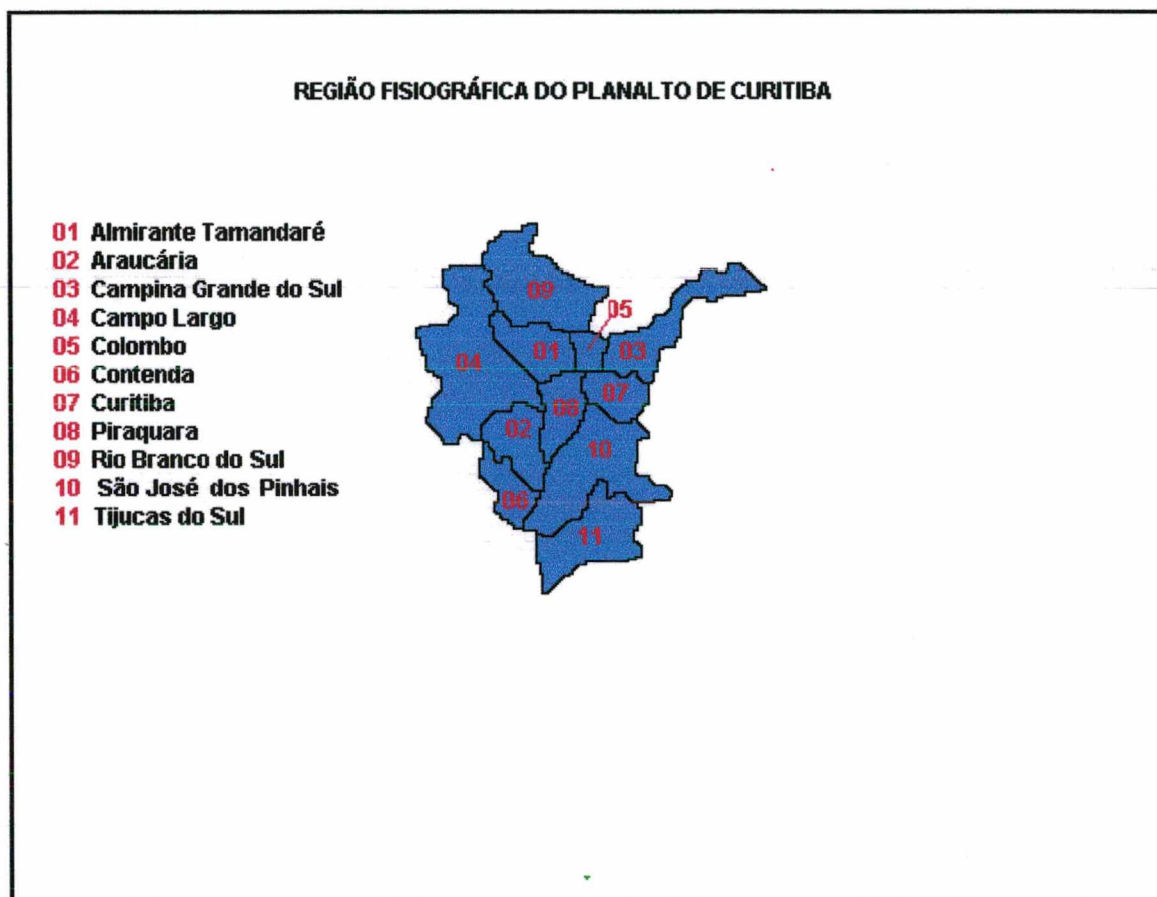 REGIÃO FISIOGRÁFICA DO PLANALTO DE CURITIBA
01 Almirante Tamandaré
02 Araucária
03 Campina Grande do Sul
04 Campo Largo
05 Colombo
06 Contenda
07 Curitiba
08 Piraquara
09 Rio Branco do Sul
10 São José dos Pinhais
11 Tijucas do Sul
09
05
04
01
03
07
08
02
10
06
11